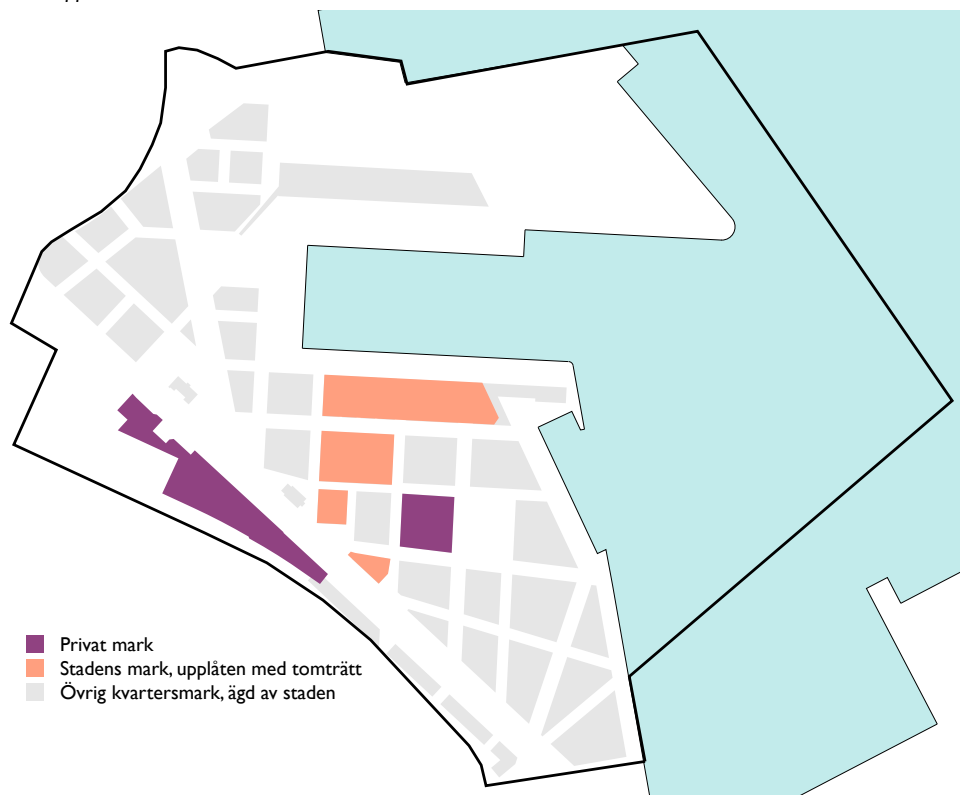 Privat mark
Stadens mark, upplåten med tomträtt
Övrig kvartersmark, ägd av staden